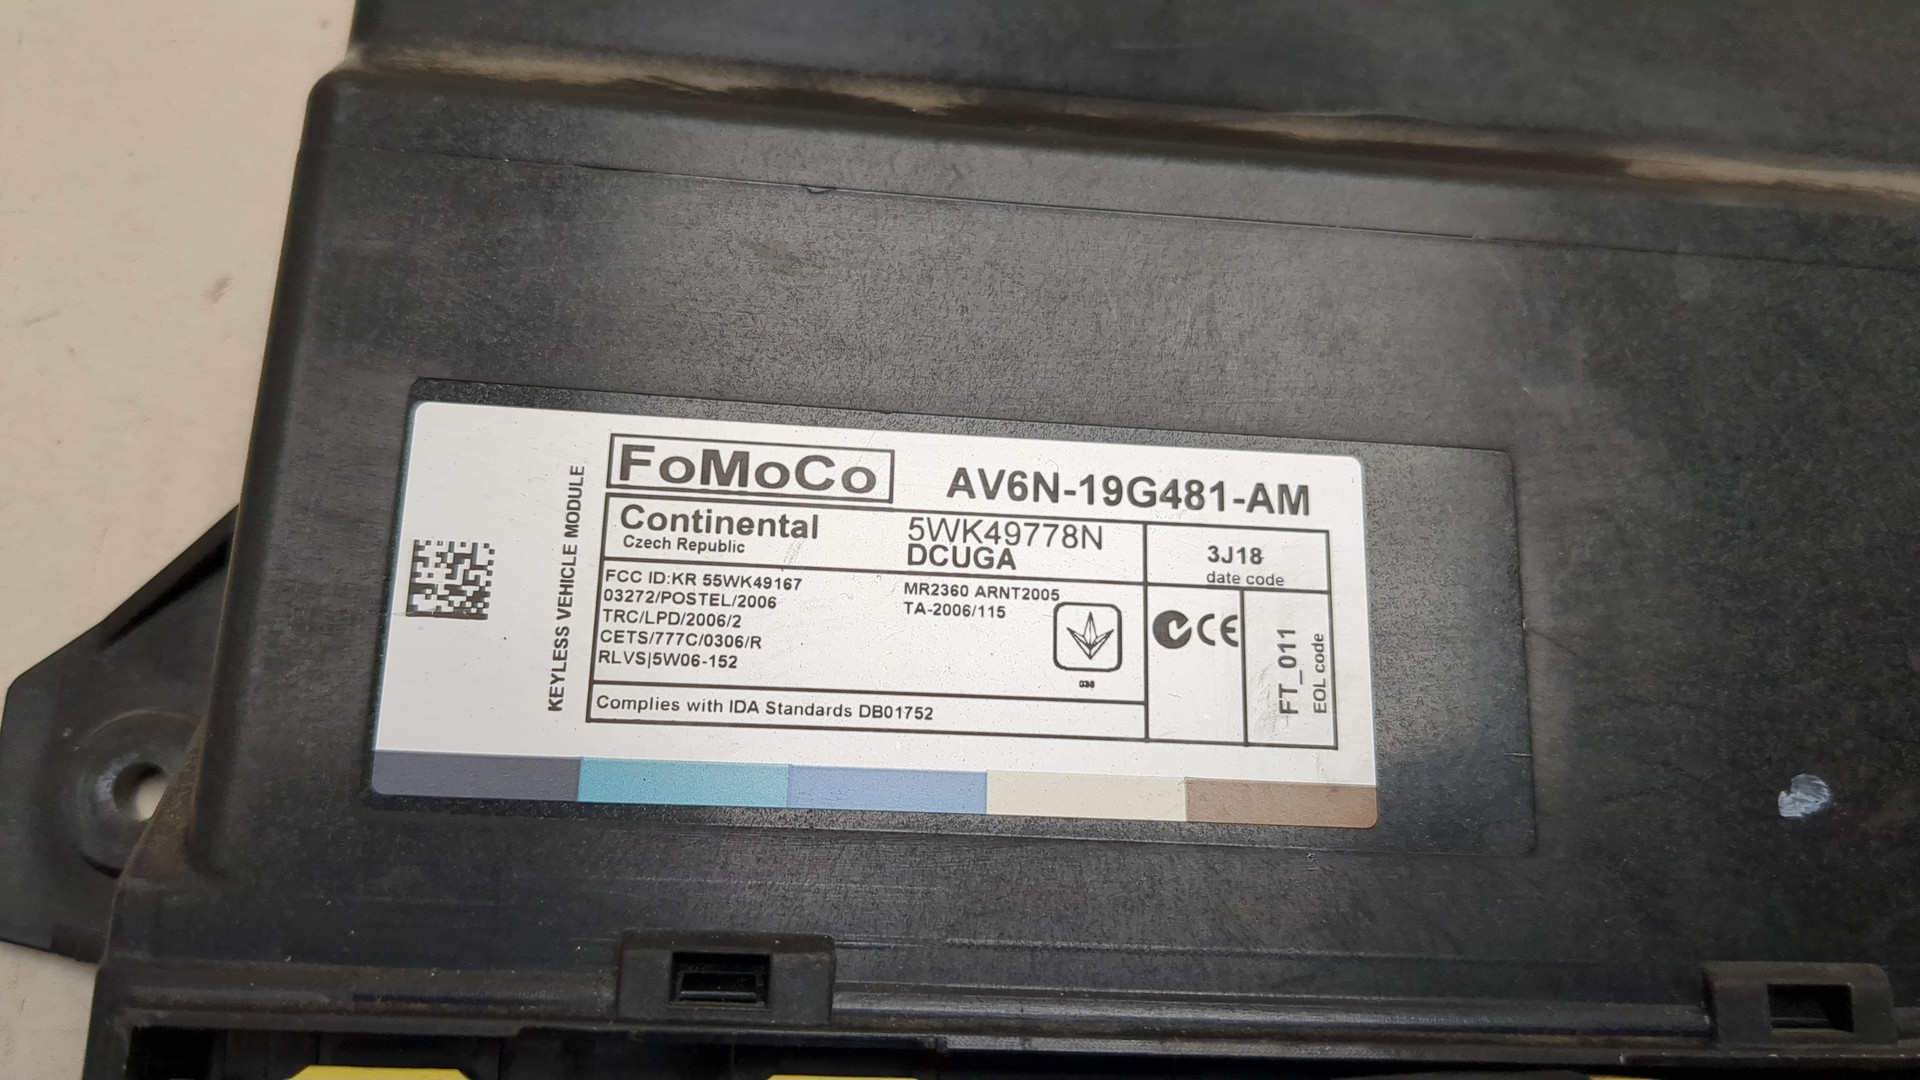 KEYLESS VEHICLE MODULE
FoMoCo
AV6N-19G481-AM
Continental
Czech Republic
5WK49778N
DCUGA
3J18
date code
FCC ID:KR 55WK49167
03272/POSTEL/2006
TRC/LPD/2006/2
CETS/777C/0306/R
RLVS|5W06-152
MR2360 ARNT2005
TA-2006/115
036
CE
FT_011
EOL code
Complies with IDA Standards DB01752